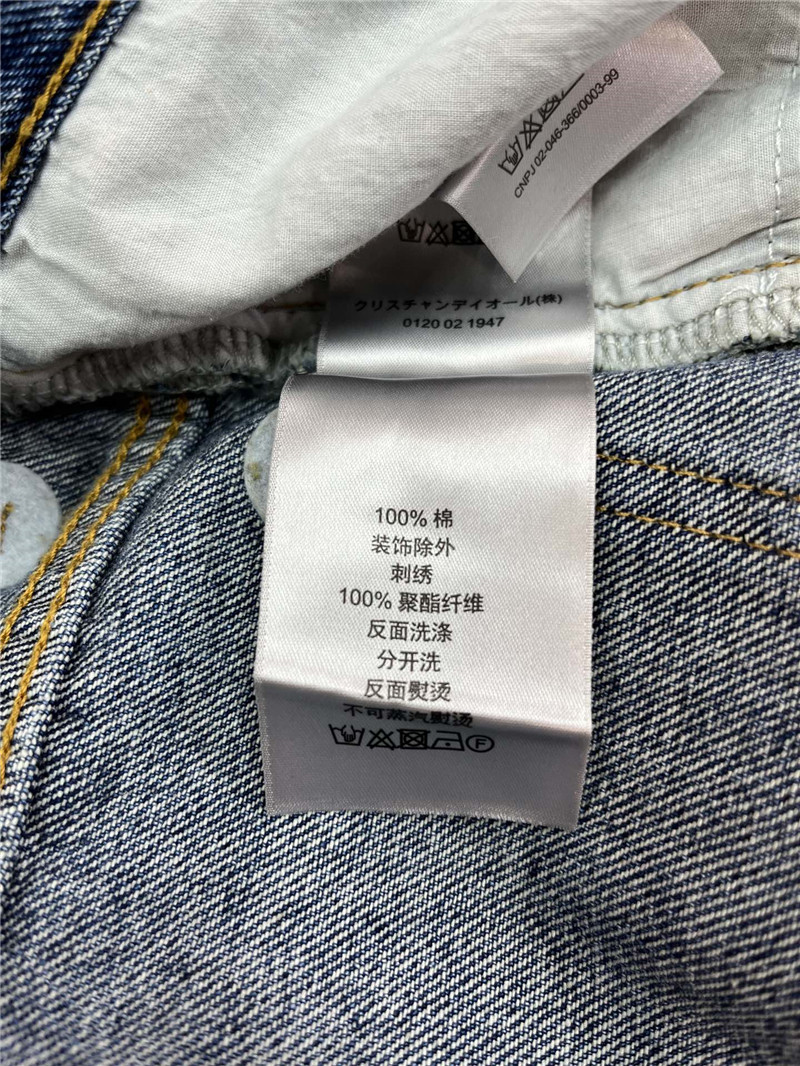 CNPJ 02-046-366/0003-99
クリスチャンディオール(株)
0120 02 1947
100% 棉
装饰除外
刺绣
100% 聚酯纤维
反面洗涤
分开洗
反面熨烫
不可蒸汽熨烫
F